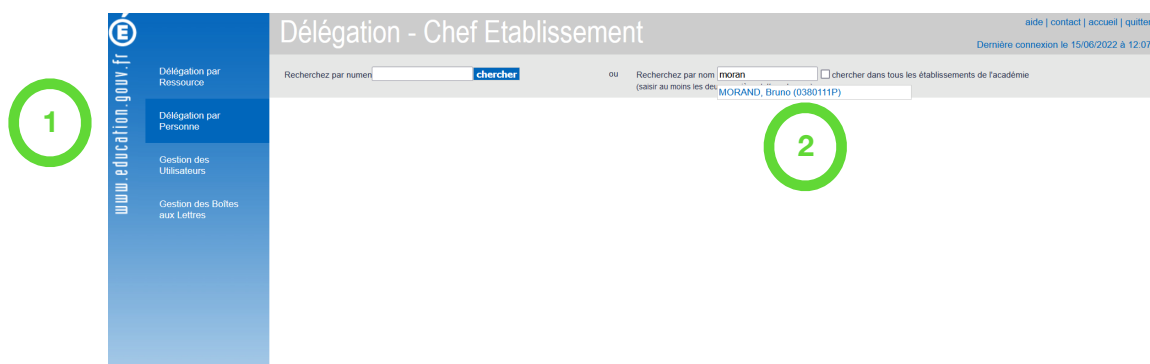 Délégation - Chef Etablissement
aide | contact | accueil | quitter
Dernière connexion le 15/06/2022 à 12:07
www.education.gouv.fr
1
Délégation par
Ressource
Délégation par
Personne
Gestion des
Utilisateurs
Gestion des Boîtes
aux Lettres
Recherchez par numen chercher ou Recherchez par nom moran chercher dans tous les établissements de l'académie
(saisir au moins les
MORAND, Bruno (0380111P)
2